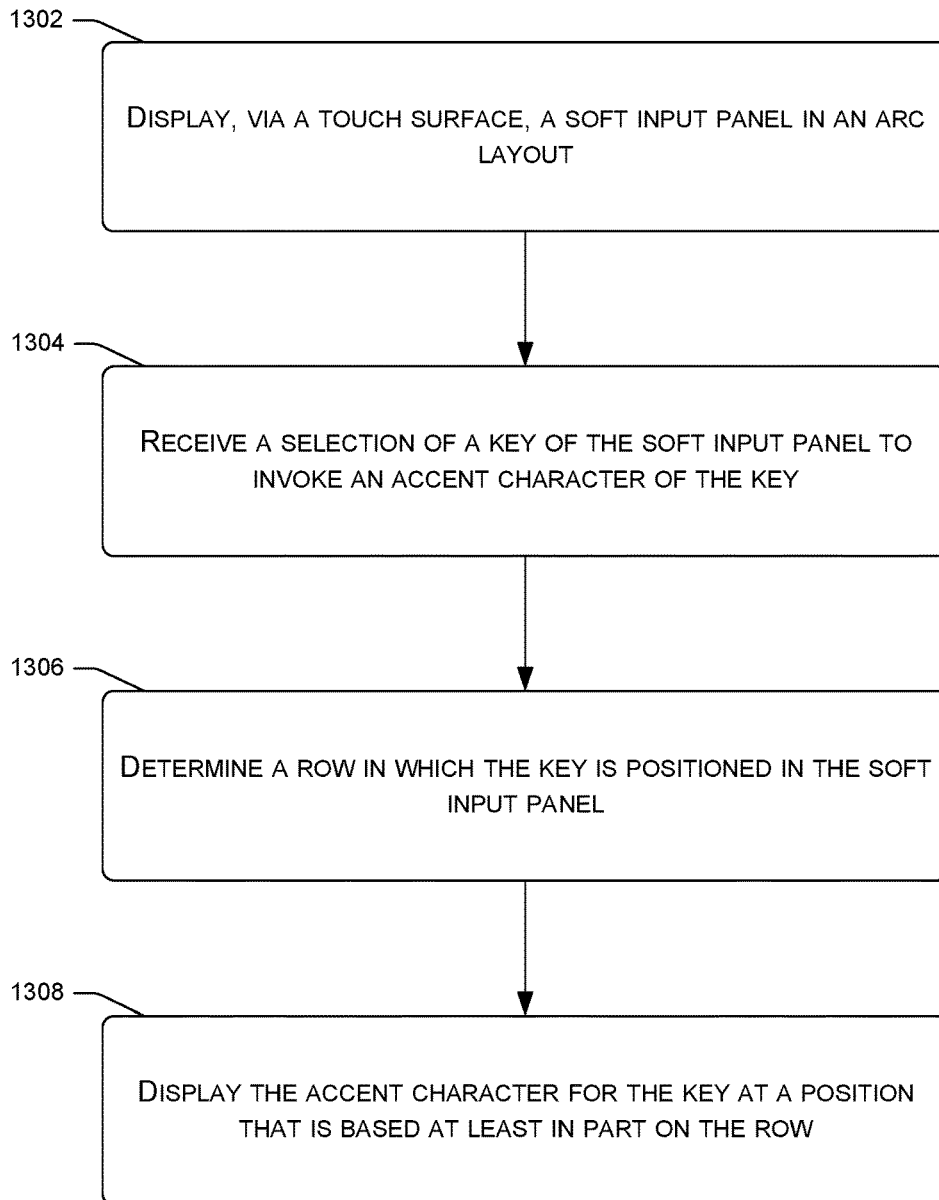 1302
DISPLAY, VIA A TOUCH SURFACE, A SOFT INPUT PANEL IN AN ARC
LAYOUT
1304
RECEIVE A SELECTION OF A KEY OF THE SOFT INPUT PANEL TO
INVOKE AN ACCENT CHARACTER OF THE KEY
1306
DETERMINE A ROW IN WHICH THE KEY IS POSITIONED IN THE SOFT
INPUT PANEL
1308
DISPLAY THE ACCENT CHARACTER FOR THE KEY AT A POSITION
THAT IS BASED AT LEAST IN PART ON THE ROW